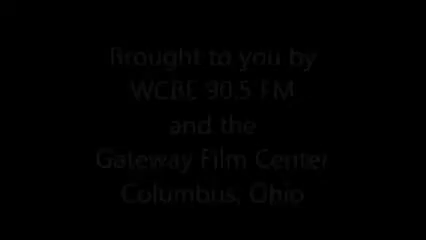 Brought to you by
WCBE 90.5 FM
and the
Gateway Film Center
Columbus, Ohio